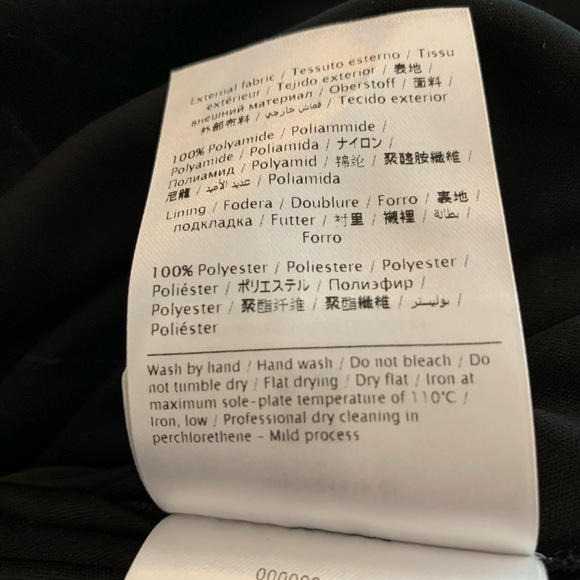 External fabric / Tessuto esterno / Tissu
extérieur / Tejido exterior / 表地 /
внешний материал / Oberstoff / 面料 /
外部布料 / قماش خارجي / Tecido exterior
100% Polyamide / Poliammide /
Polyamide / Poliamida / ナイロン /
Полиамид / Polyamid / 锦纶 / 聚醯胺纖維 /
尼龍 / عديد الأميد / Poliamida
Lining / Fodera / Doublure / Forro / 裏地 /
подкладка / Futter / 衬里 / 襯裡 / بطانة /
Forro
100% Polyester / Poliestere / Polyester /
Poliéster / ポリエステル / Полиэфир /
Polyester / 聚酯纤维 / 聚酯纖維 / بوليستر /
Poliéster
Wash by hand / Hand wash / Do not bleach / Do
not tumble dry / Flat drying / Dry flat / Iron at
maximum sole-plate temperature of 110°C /
Iron, low / Professional dry cleaning in
perchlorethene - Mild process